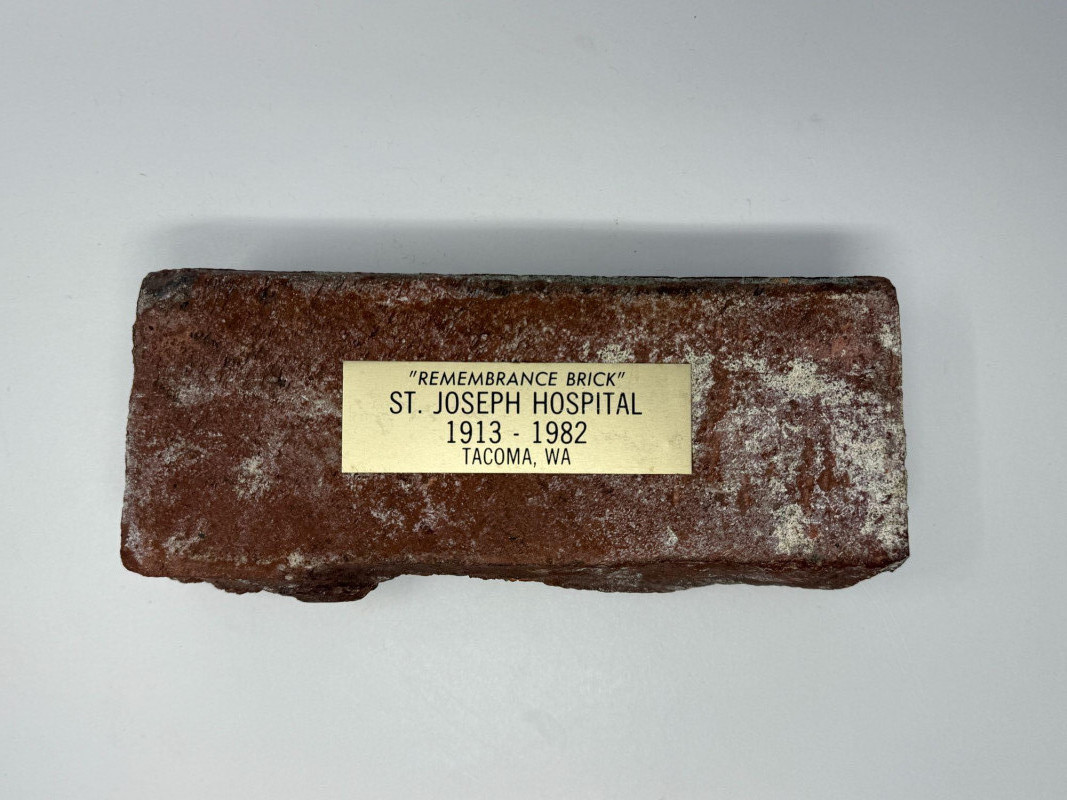 "REMEMBRANCE BRICK"
ST. JOSEPH HOSPITAL
1913 - 1982
TACOMA, WA